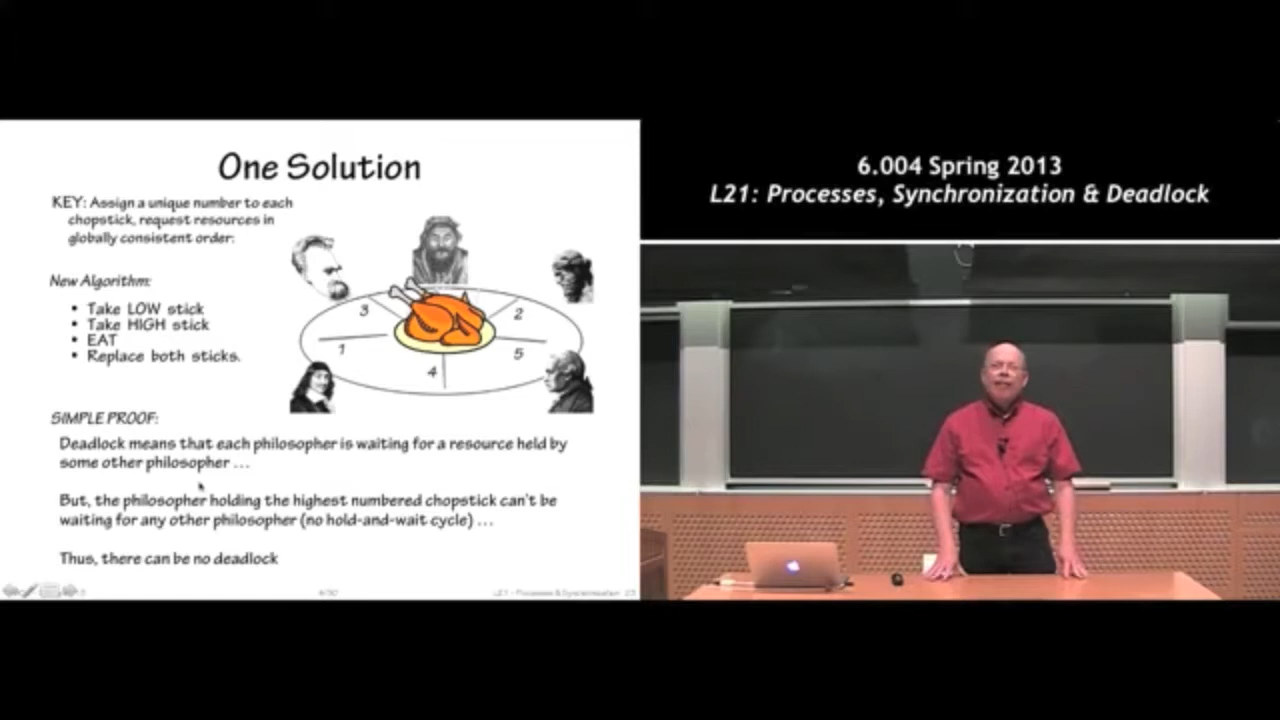 One Solution
KEY: Assign a unique number to each
chopstick, request resources in
globally consistent order:
New Algorithm:
• Take LOW stick
• Take HIGH stick
• EAT
• Replace both sticks.
3
2
1
5
4
SIMPLE PROOF:
Deadlock means that each philosopher is waiting for a resource held by
some other philosopher ...
But, the philosopher holding the highest numbered chopstick can't be
waiting for any other philosopher (no hold-and-wait cycle) ...
Thus, there can be no deadlock
L21 - Processes & Synchronization 23
6.004 Spring 2013
L21: Processes, Synchronization & Deadlock